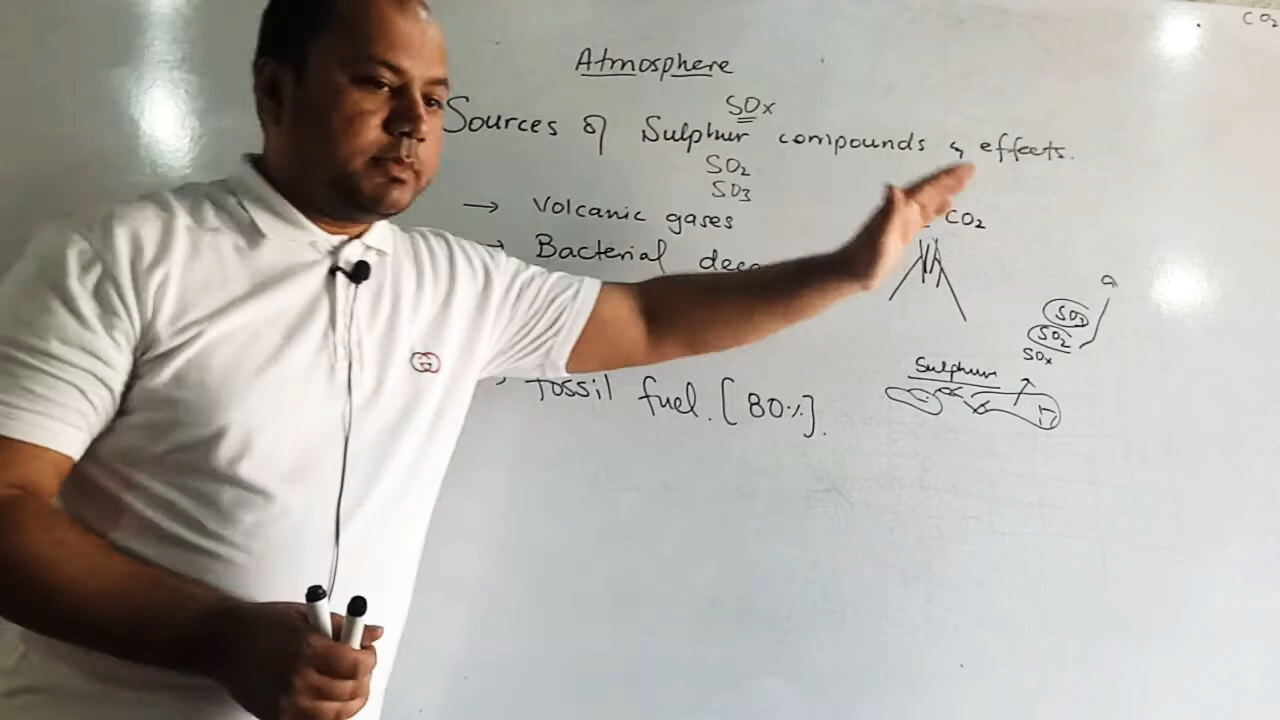 CO₂
Atmosphere
SOx
Sources of Sulphur compounds & effects.
SO₂
SO₃
→ Volcanic gases
CO₂
Bacterial
SO₃
SO₂
SOx
Sulphur
fossil fuel. [80%].